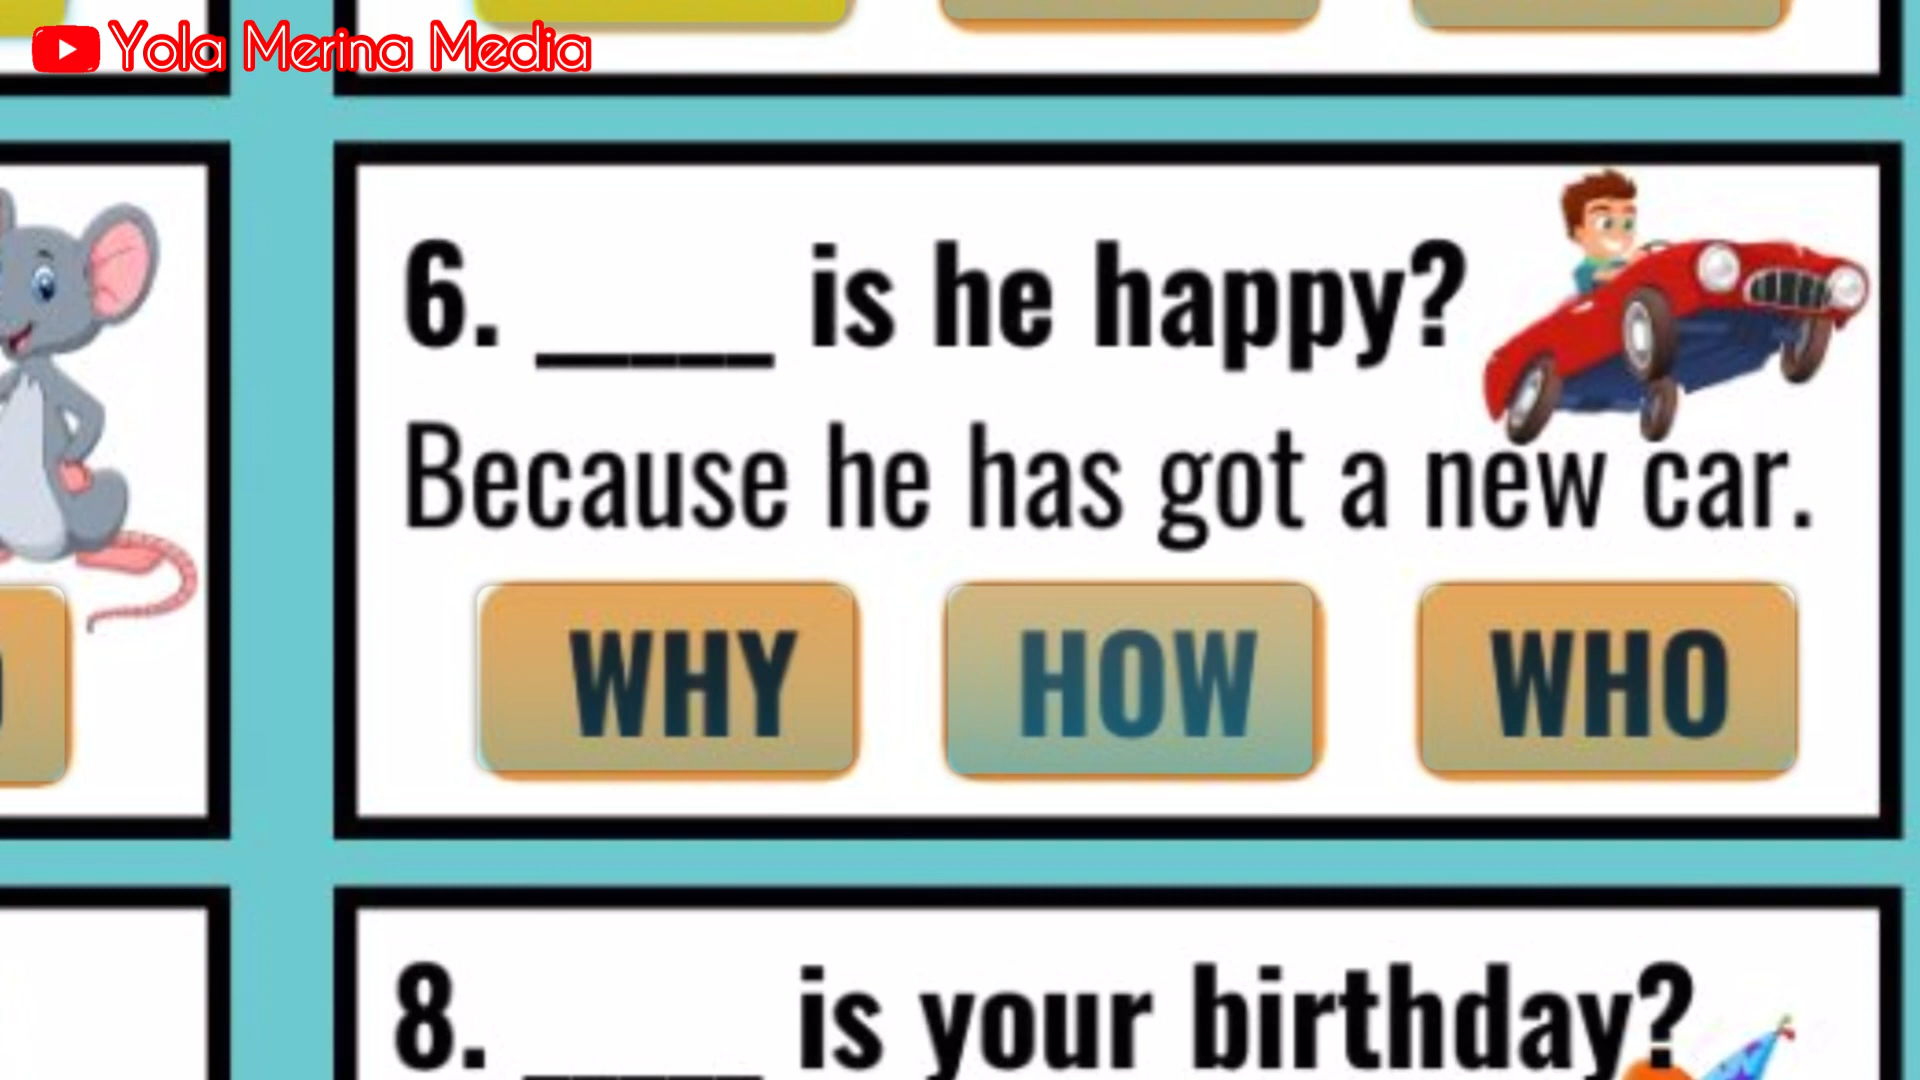 Yola Merina Media
6. ____ is he happy?
Because he has got a new car.
WHY HOW WHO
8. ____ is your birthday?